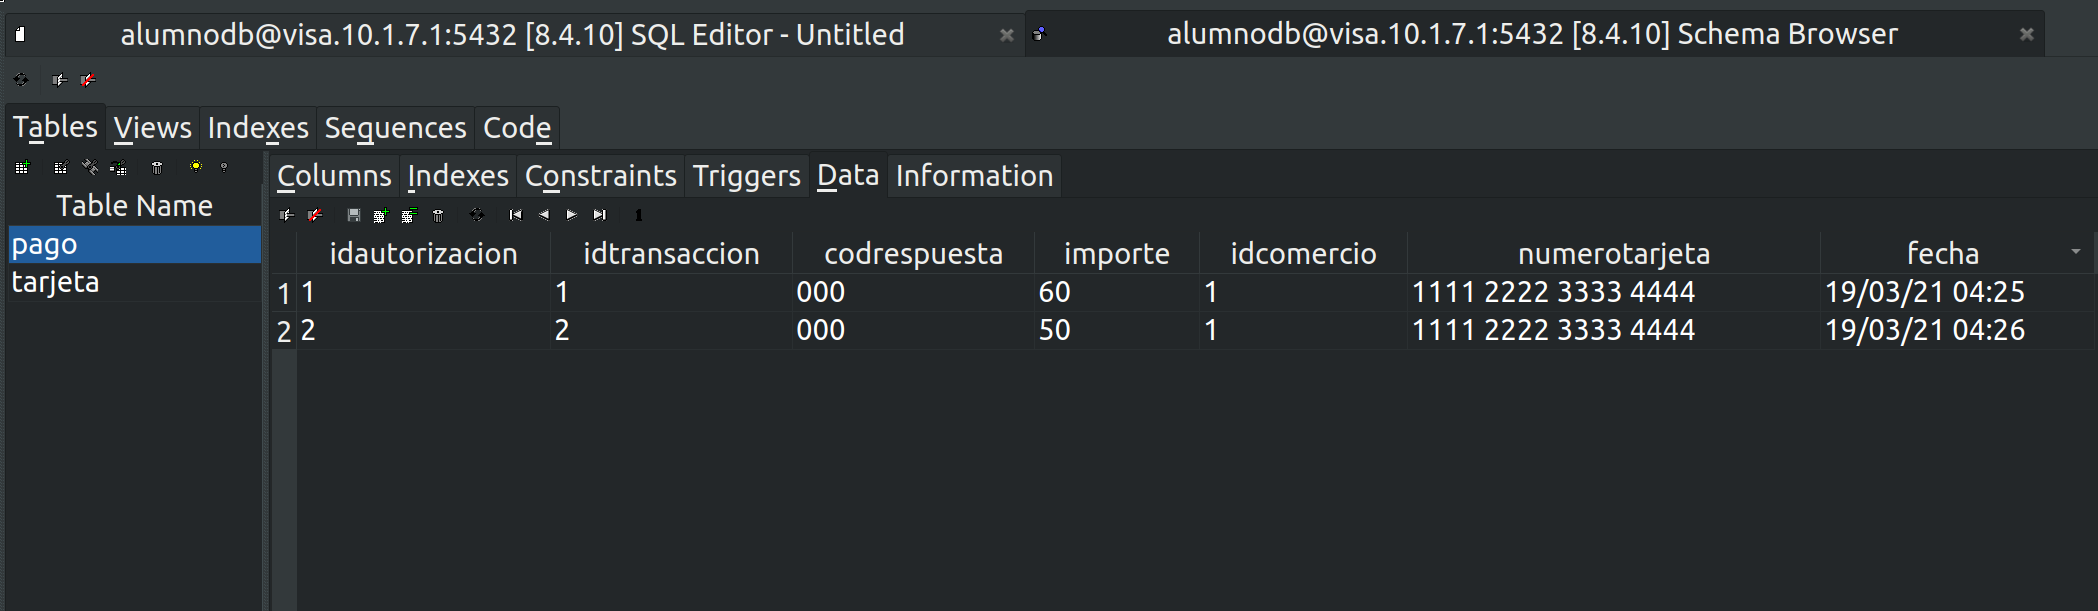 alumnodb@visa.10.1.7.1:5432 [8.4.10] SQL Editor - Untitled alumnodb@visa.10.1.7.1:5432 [8.4.10] Schema Browser
Tables Views Indexes Sequences Code
Columns Indexes Constraints Triggers Data Information
Table Name
pago
tarjeta
idautorizacion idtransaccion codrespuesta importe idcomercio numerotarjeta fecha
1 1 1 000 60 1 1111 2222 3333 4444 19/03/21 04:25
2 2 2 000 50 1 1111 2222 3333 4444 19/03/21 04:26